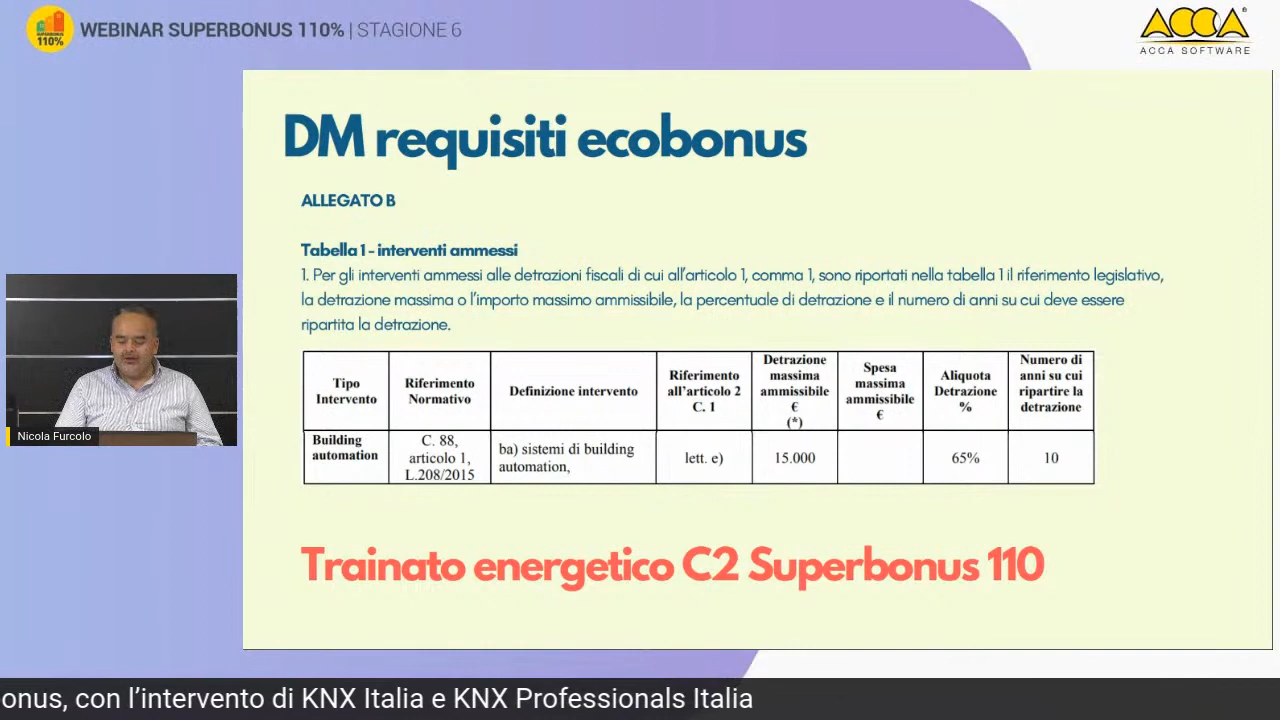 SUPERBONUS
110%
WEBINAR SUPERBONUS 110% | STAGIONE 6
ACCA
®
ACCA SOFTWARE
DM requisiti ecobonus
ALLEGATO B
Tabella 1 - interventi ammessi
1. Per gli interventi ammessi alle detrazioni fiscali di cui all'articolo 1, comma 1, sono riportati nella tabella 1 il riferimento legislativo,
la detrazione massima o l'importo massimo ammissibile, la percentuale di detrazione e il numero di anni su cui deve essere
ripartita la detrazione.
Tipo
Intervento
Riferimento
Normativo
Definizione intervento
Riferimento
all'articolo 2
C. 1
Detrazione
massima
ammissibile
€
(*)
Spesa
massima
ammissibile
€
Aliquota
Detrazione
%
Numero di
anni su cui
ripartire la
detrazione
Building
automation
C. 88,
articolo 1,
L.208/2015
ba) sistemi di building
automation,
lett. e)
15.000
65%
10
Trainato energetico C2 Superbonus 110
Nicola Furcolo
onus, con l'intervento di KNX Italia e KNX Professionals Italia